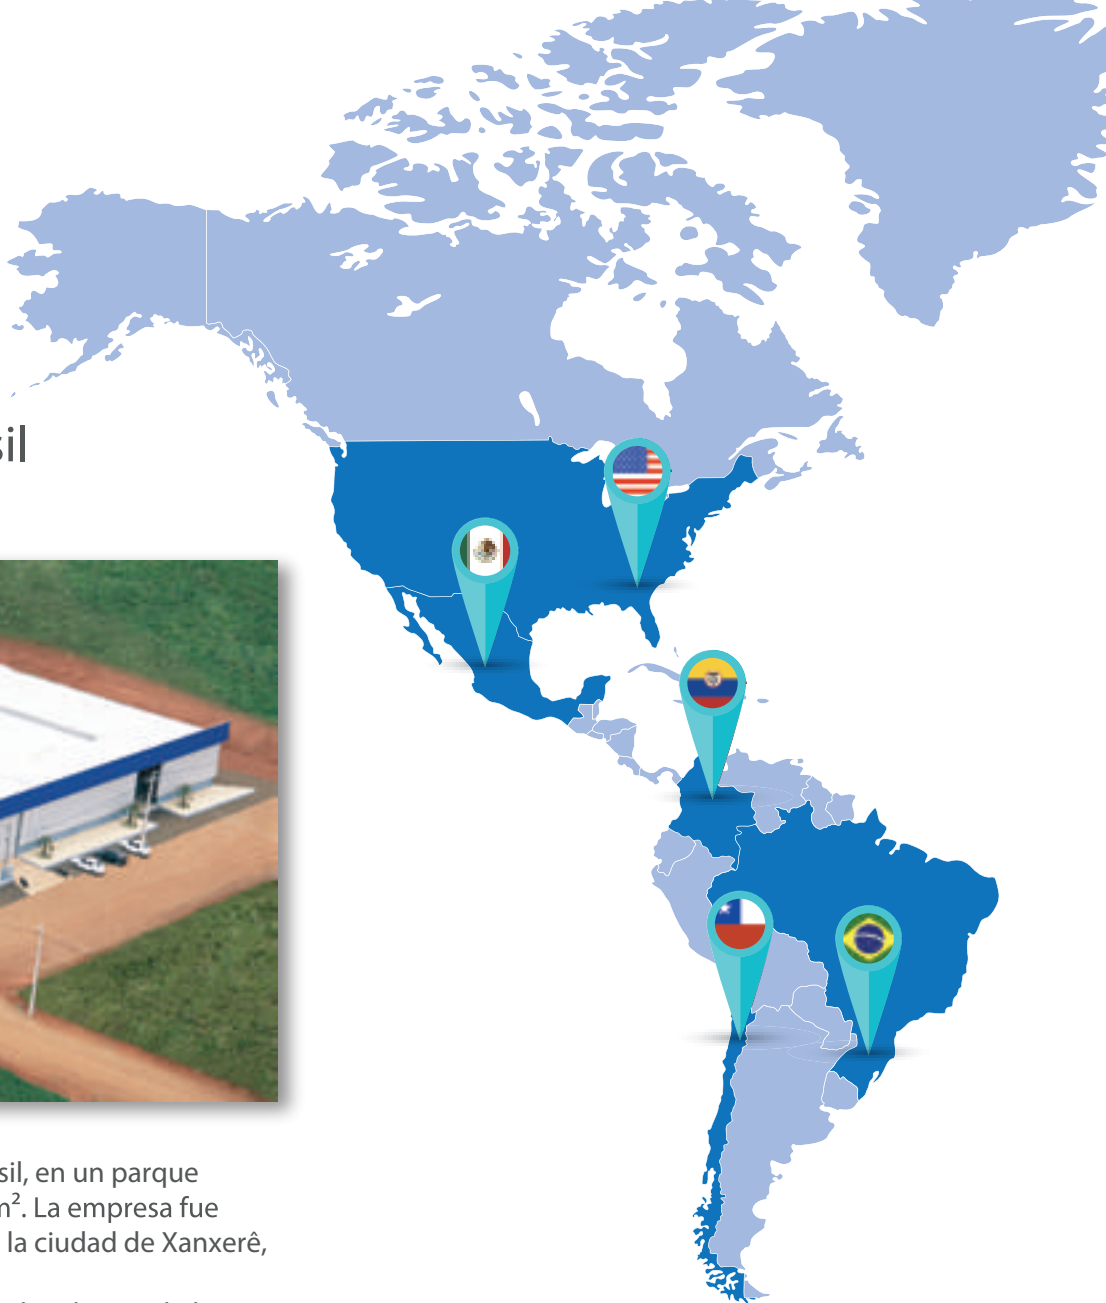 sil
sil, en un parque
m². La empresa fue
la ciudad de Xanxerê,